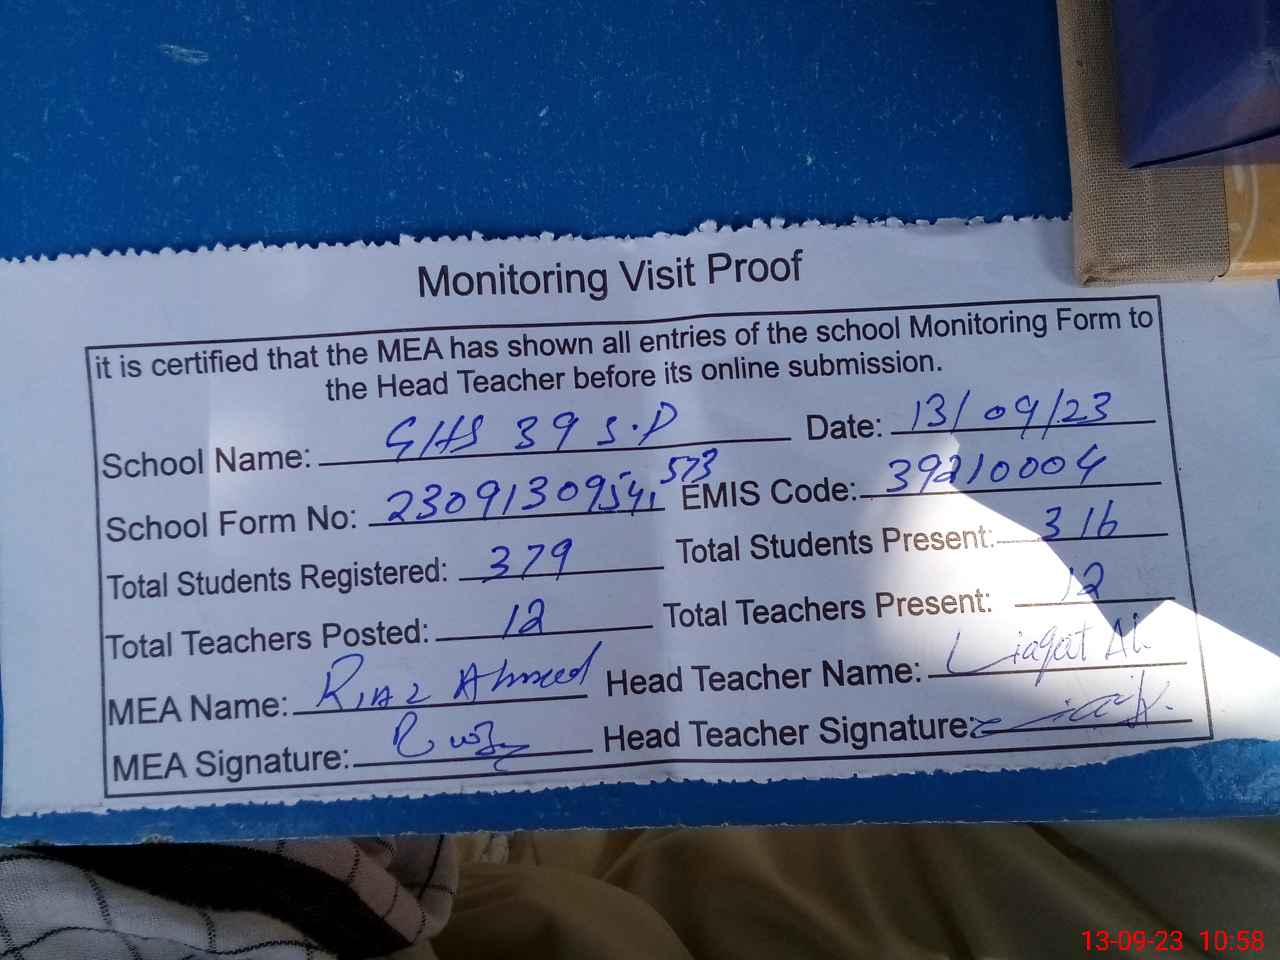 Monitoring Visit Proof
it is certified that the MEA has shown all entries of the school Monitoring Form to
the Head Teacher before its online submission.
School Name: GHS 39 S.P Date: 13/09/23
School Form No: 23091309541573 EMIS Code: 39210004
Total Students Registered: 379 Total Students Present: 316
Total Teachers Posted: 12 Total Teachers Present: 12
MEA Name: Riaz Ahmed Head Teacher Name: Liaqat Ali
MEA Signature: Head Teacher Signature:
13-09-23 10:58